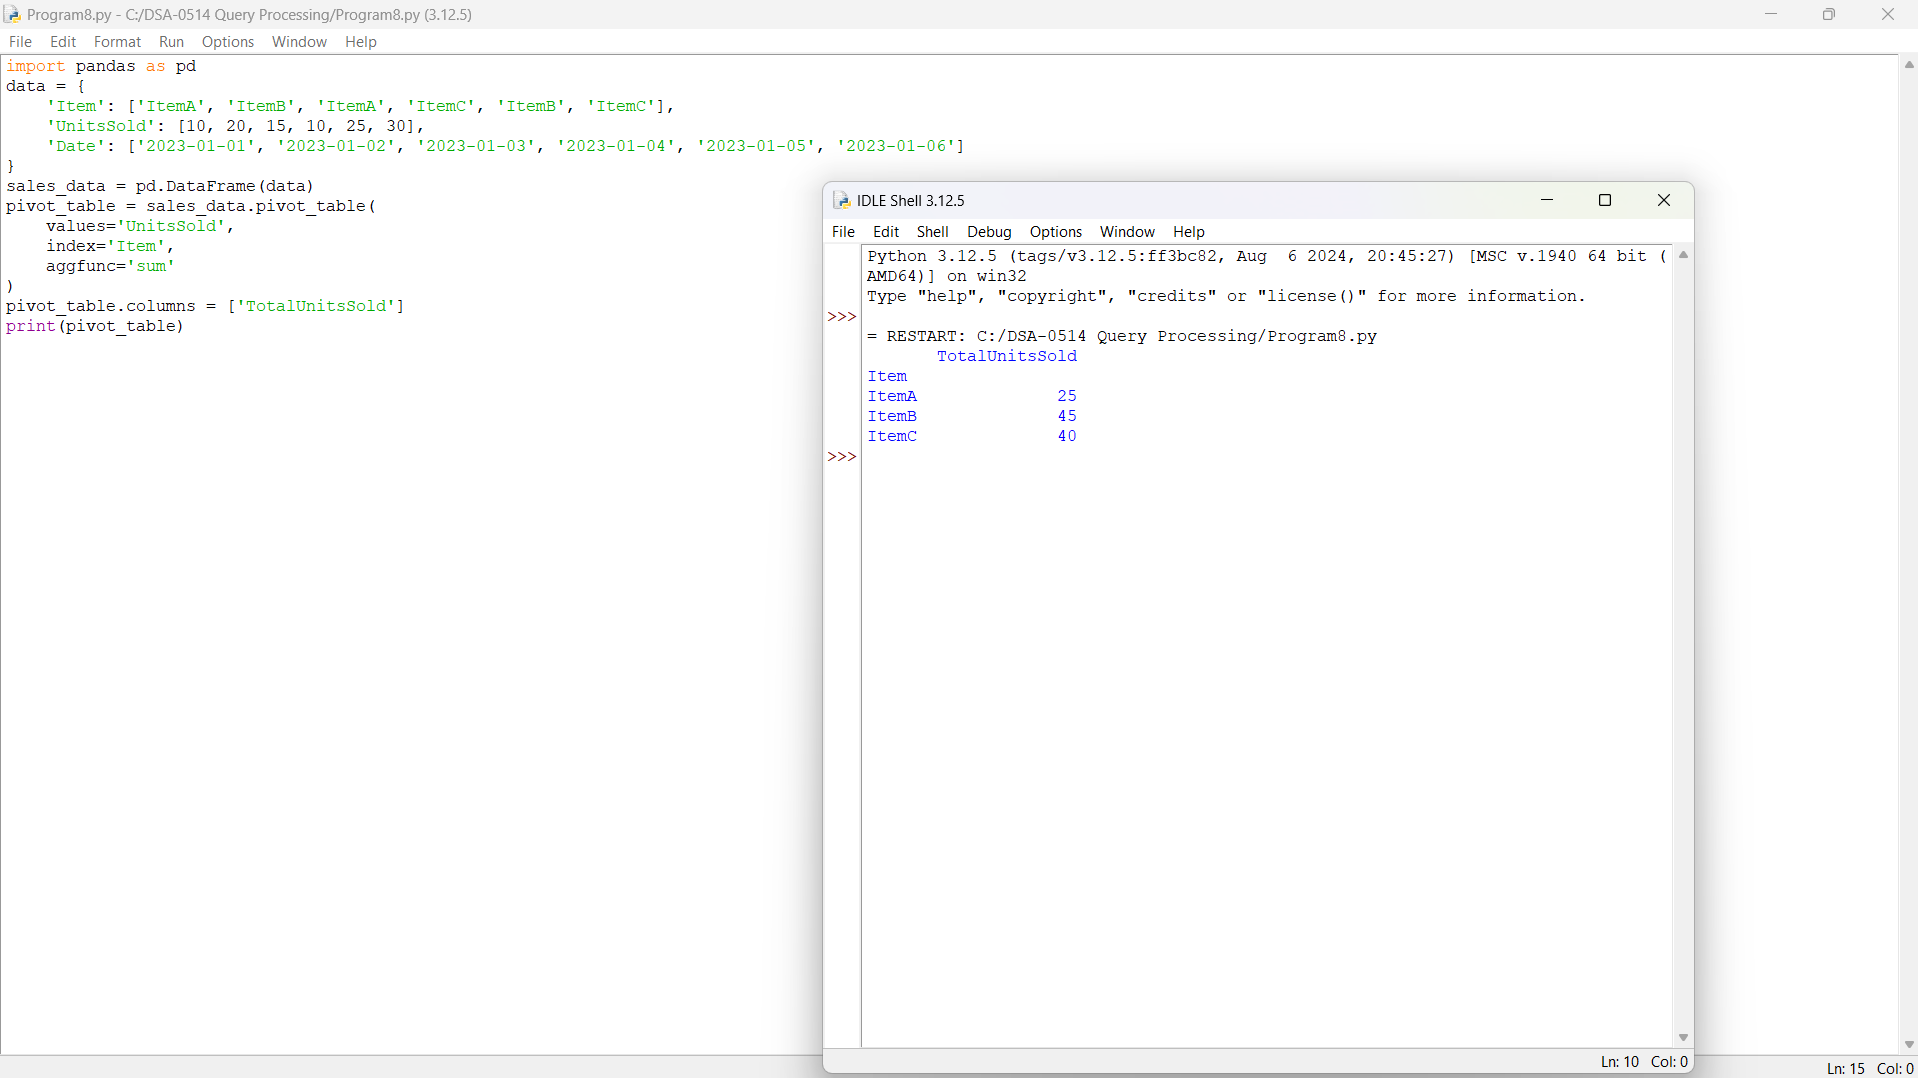 Program8.py - C:/DSA-0514 Query Processing/Program8.py (3.12.5)
File Edit Format Run Options Window Help
import pandas as pd
data = {
    'Item': ['ItemA', 'ItemB', 'ItemA', 'ItemC', 'ItemB', 'ItemC'],
    'UnitsSold': [10, 20, 15, 10, 25, 30],
    'Date': ['2023-01-01', '2023-01-02', '2023-01-03', '2023-01-04', '2023-01-05', '2023-01-06']
}
sales_data = pd.DataFrame(data)
pivot_table = sales_data.pivot_table(
    values='UnitsSold',
    index='Item',
    aggfunc='sum'
)
pivot_table.columns = ['TotalUnitsSold']
print(pivot_table)
IDLE Shell 3.12.5
File Edit Shell Debug Options Window Help
Python 3.12.5 (tags/v3.12.5:ff3bc82, Aug  6 2024, 20:45:27) [MSC v.1940 64 bit (
AMD64)] on win32
Type "help", "copyright", "credits" or "license()" for more information.
>>>
= RESTART: C:/DSA-0514 Query Processing/Program8.py
       TotalUnitsSold
Item
ItemA              25
ItemB              45
ItemC              40
>>>
Ln: 10 Col: 0
Ln: 15 Col: 0